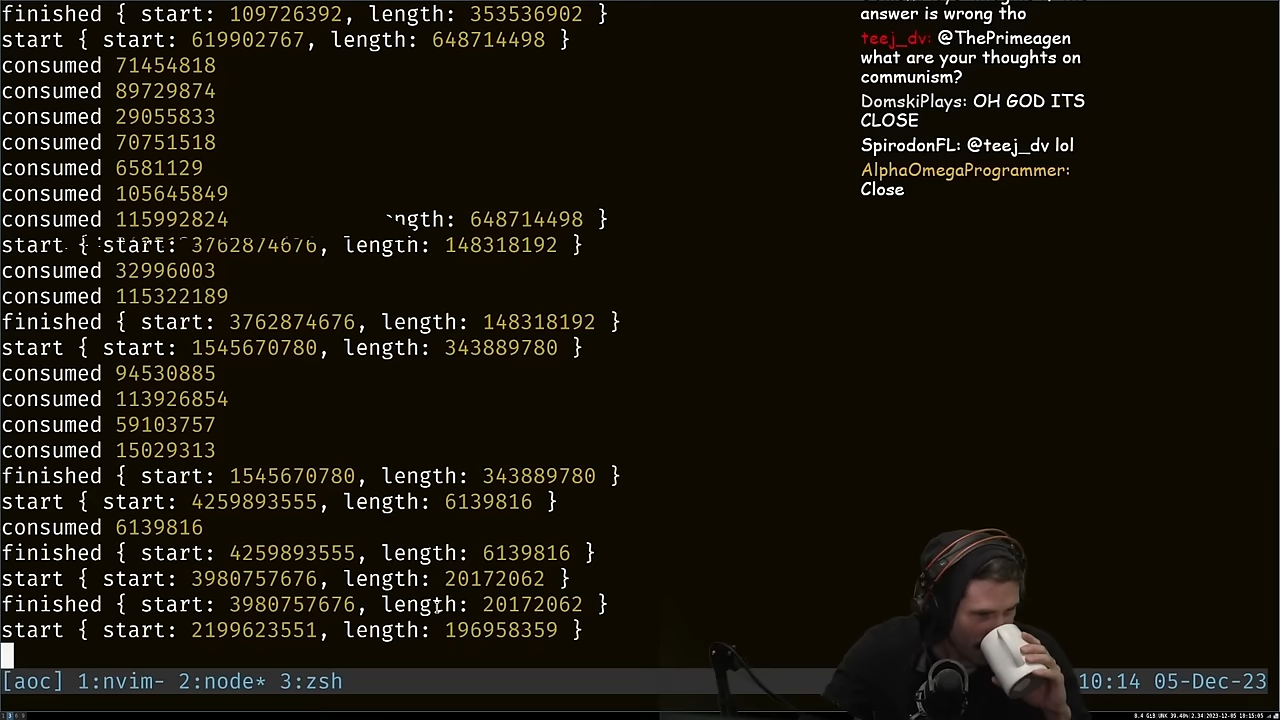 finished { start: 109726392, length: 353536902 }
start { start: 619902767, length: 648714498 }
consumed 71454818
consumed 89729874
consumed 29055833
consumed 70751518
consumed 6581129
consumed 105645849
consumed 115992824 ngth: 648714498 }
start { start: 3762874676, length: 148318192 }
consumed 32996003
consumed 115322189
finished { start: 3762874676, length: 148318192 }
start { start: 1545670780, length: 343889780 }
consumed 94530885
consumed 113926854
consumed 59103757
consumed 15029313
finished { start: 1545670780, length: 343889780 }
start { start: 4259893555, length: 6139816 }
consumed 6139816
finished { start: 4259893555, length: 6139816 }
start { start: 3980757676, length: 20172062 }
finished { start: 3980757676, length: 20172062 }
start { start: 2199623551, length: 196958359 }
[aoc] 1:nvim- 2:node* 3:zsh
10:14 05-Dec-23
answer is wrong tho
teej_dv: @ThePrimeagen
what are your thoughts on
communism?
DomskiPlays: OH GOD ITS
CLOSE
SpirodonFL: @teej_dv lol
AlphaOmegaProgrammer:
Close